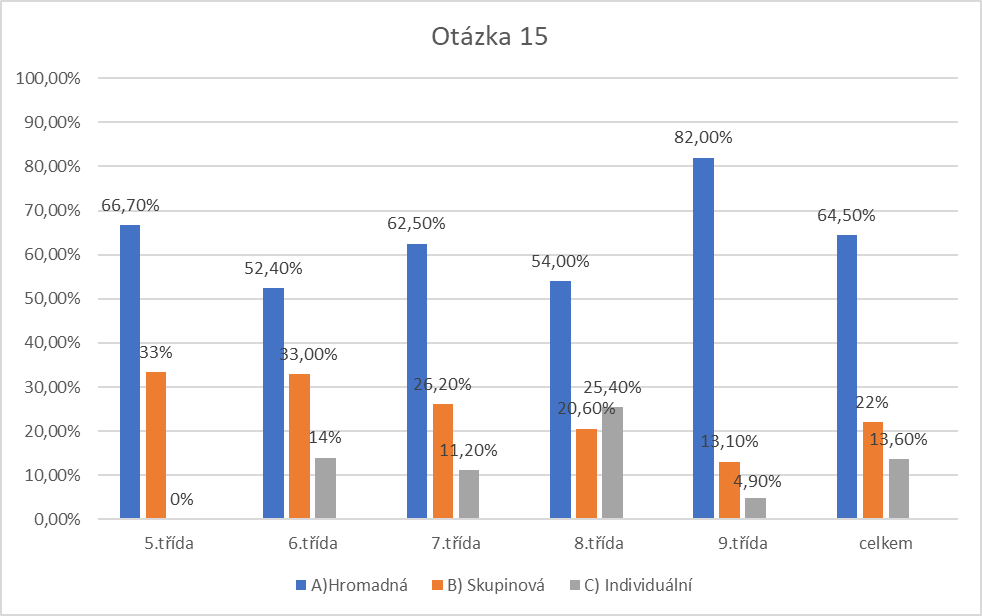 Otázka 15
100,00%
90,00%
80,00%
70,00%
60,00%
50,00%
40,00%
30,00%
20,00%
10,00%
0,00%
66,70%
33%
0%
52,40%
33,00%
14%
62,50%
26,20%
11,20%
54,00%
20,60%
25,40%
82,00%
13,10%
4,90%
64,50%
22%
13,60%
5.třída
6.třída
7.třída
8.třída
9.třída
celkem
A)Hromadná
B) Skupinová
C) Individuální